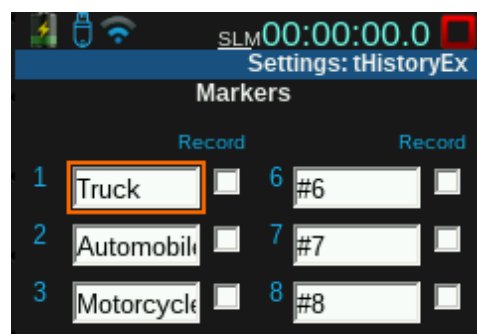 SLM00:00:00.0
Settings: tHistoryEx
Markers
Record Record
1 Truck 6 #6
2 Automobil 7 #7
3 Motorcycl 8 #8